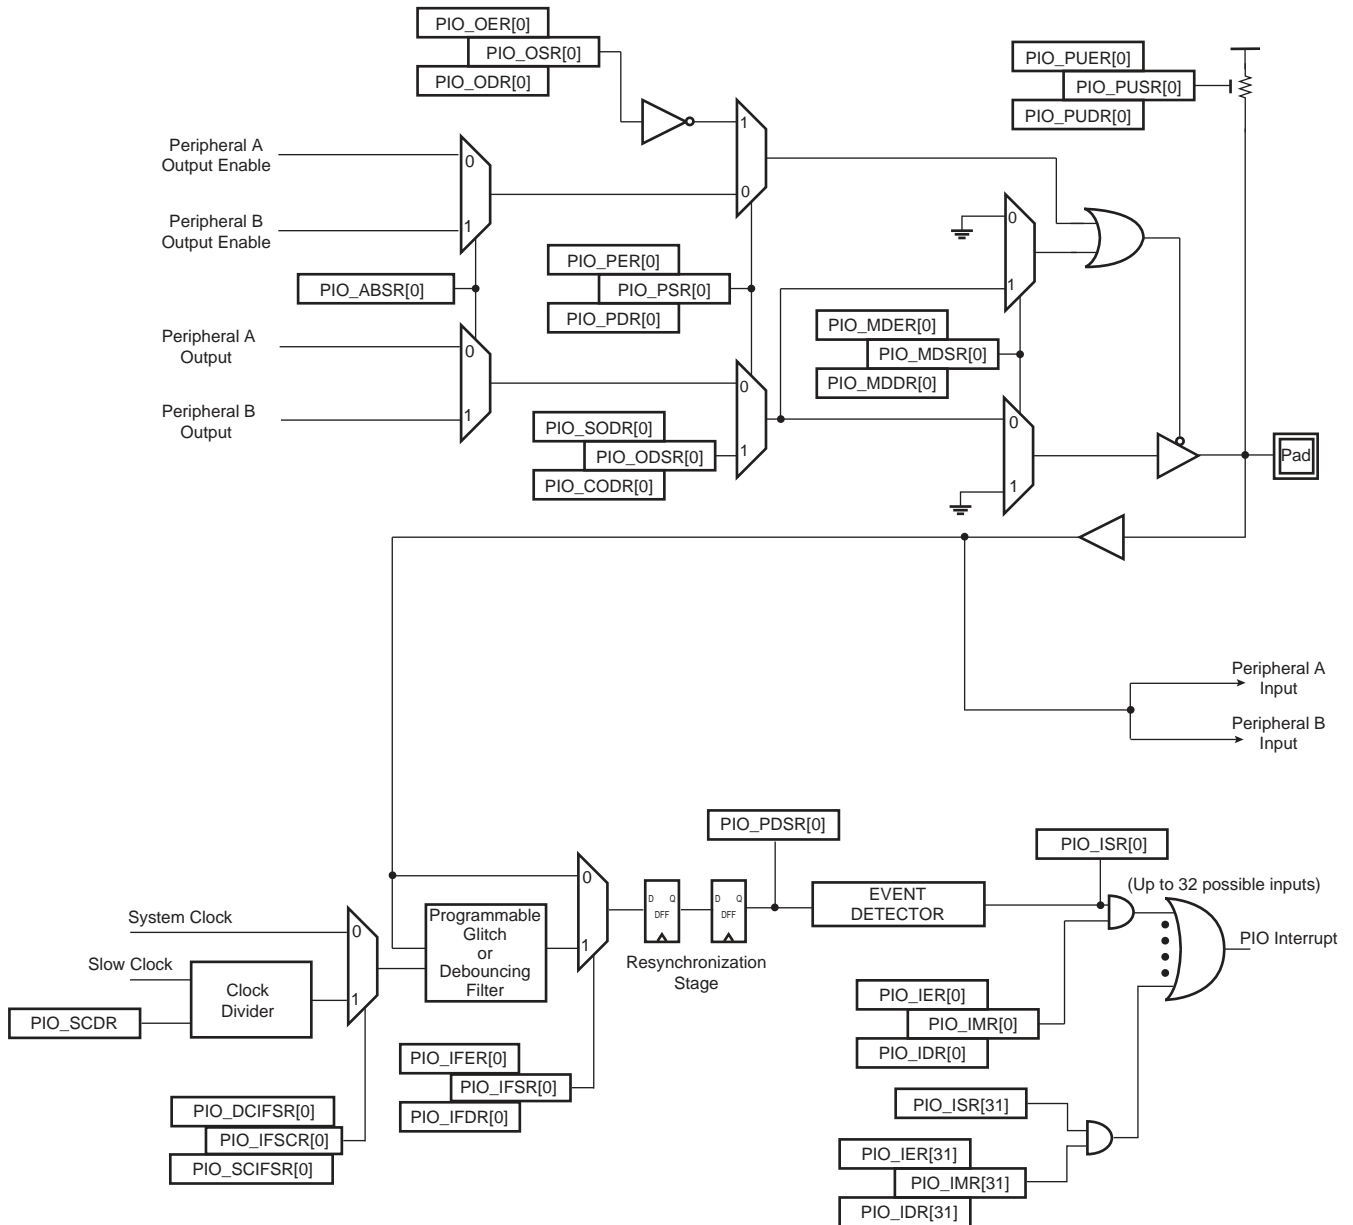 PIO_OER[0]
PIO_OSR[0]
PIO_ODR[0]
PIO_PUER[0]
PIO_PUSR[0]
PIO_PUDR[0]
1
0
Peripheral A
Output Enable
0
Peripheral B
Output Enable
1
PIO_ABSR[0]
PIO_PER[0]
PIO_PSR[0]
PIO_PDR[0]
0
1
Peripheral A
Output
0
Peripheral B
Output
1
PIO_MDER[0]
PIO_MDSR[0]
PIO_MDDR[0]
0
1
PIO_SODR[0]
PIO_ODSR[0]
PIO_CODR[0]
0
1
Pad
Peripheral A
Input
Peripheral B
Input
PIO_PDSR[0]
PIO_ISR[0]
(Up to 32 possible inputs)
EVENT
DETECTOR
PIO Interrupt
0
1
D Q
DFF
D Q
DFF
Resynchronization
Stage
Programmable
Glitch
or
Debouncing
Filter
System Clock
0
Slow Clock
1
Clock
Divider
PIO_SCDR
PIO_IER[0]
PIO_IMR[0]
PIO_IDR[0]
PIO_IFER[0]
PIO_IFSR[0]
PIO_IFDR[0]
PIO_DCIFSR[0]
PIO_IFSCR[0]
PIO_SCIFSR[0]
PIO_ISR[31]
PIO_IER[31]
PIO_IMR[31]
PIO_IDR[31]